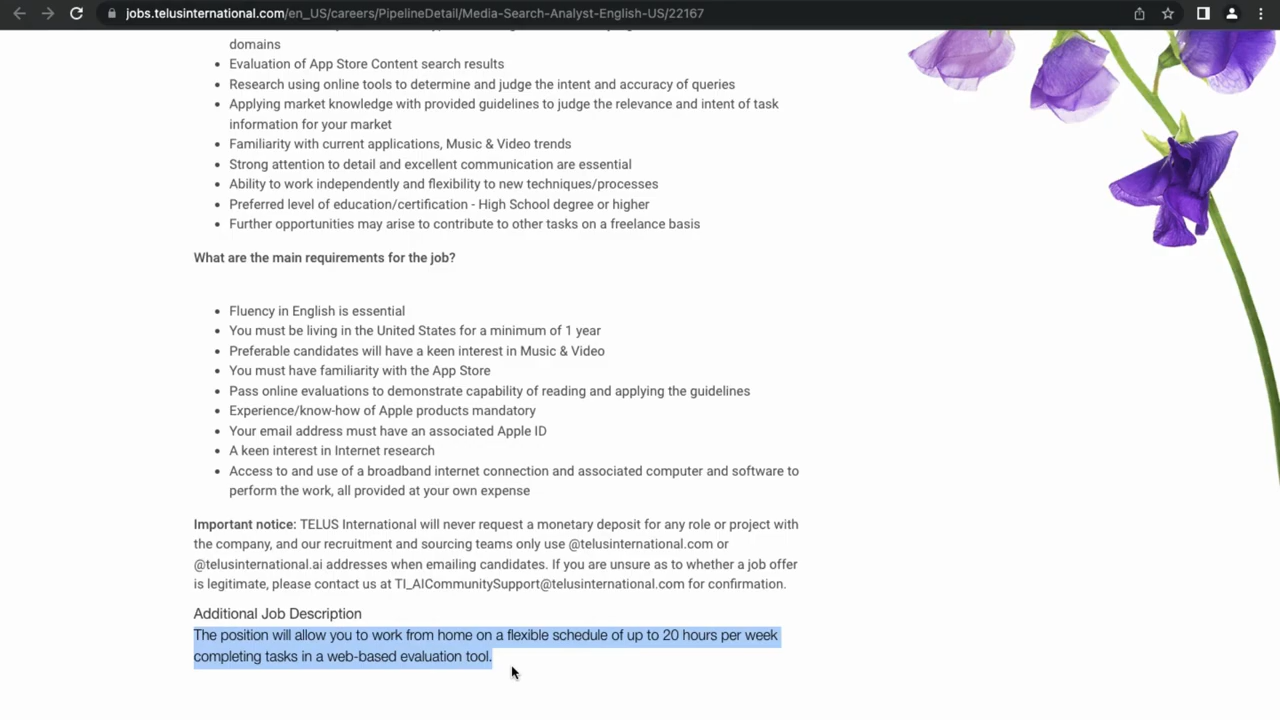 jobs.telusinternational.com/en_US/careers/PipelineDetail/Media-Search-Analyst-English-US/22167
domains
• Evaluation of App Store Content search results
• Research using online tools to determine and judge the intent and accuracy of queries
• Applying market knowledge with provided guidelines to judge the relevance and intent of task
information for your market
• Familiarity with current applications, Music & Video trends
• Strong attention to detail and excellent communication are essential
• Ability to work independently and flexibility to new techniques/processes
• Preferred level of education/certification - High School degree or higher
• Further opportunities may arise to contribute to other tasks on a freelance basis
What are the main requirements for the job?
• Fluency in English is essential
• You must be living in the United States for a minimum of 1 year
• Preferable candidates will have a keen interest in Music & Video
• You must have familiarity with the App Store
• Pass online evaluations to demonstrate capability of reading and applying the guidelines
• Experience/know-how of Apple products mandatory
• Your email address must have an associated Apple ID
• A keen interest in Internet research
• Access to and use of a broadband internet connection and associated computer and software to
perform the work, all provided at your own expense
Important notice: TELUS International will never request a monetary deposit for any role or project with
the company, and our recruitment and sourcing teams only use @telusinternational.com or
@telusinternational.ai addresses when emailing candidates. If you are unsure as to whether a job offer
is legitimate, please contact us at TI_AICommunitySupport@telusinternational.com for confirmation.
Additional Job Description
The position will allow you to work from home on a flexible schedule of up to 20 hours per week
completing tasks in a web-based evaluation tool.